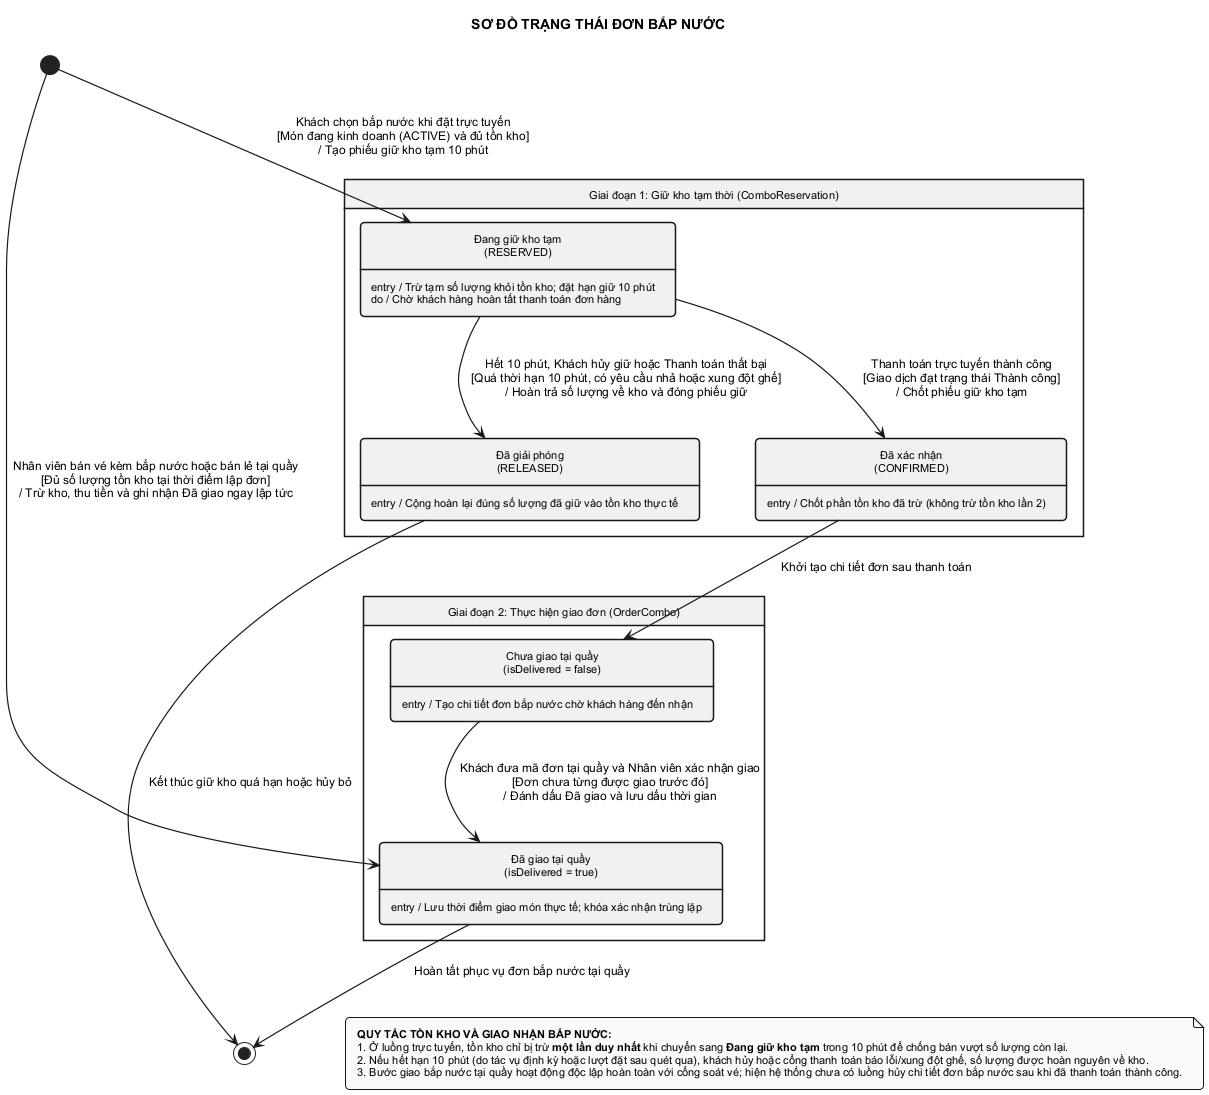 SƠ ĐỒ TRẠNG THÁI ĐƠN BẮP NƯỚC
Khách chọn bắp nước khi đặt trực tuyến
[Món đang kinh doanh (ACTIVE) và đủ tồn kho]
/ Tạo phiếu giữ kho tạm 10 phút
Giai đoạn 1: Giữ kho tạm thời (ComboReservation)
Đang giữ kho tạm
(RESERVED)
entry / Trừ tạm số lượng khỏi tồn kho; đặt hạn giữ 10 phút
do / Chờ khách hàng hoàn tất thanh toán đơn hàng
Hết 10 phút, Khách hủy giữ hoặc Thanh toán thất bại
[Quá thời hạn 10 phút, có yêu cầu nhả hoặc xung đột ghế]
/ Hoàn trả số lượng về kho và đóng phiếu giữ
Thanh toán trực tuyến thành công
[Giao dịch đạt trạng thái Thành công]
/ Chốt phiếu giữ kho tạm
Đã giải phóng
(RELEASED)
entry / Cộng hoàn lại đúng số lượng đã giữ vào tồn kho thực tế
Đã xác nhận
(CONFIRMED)
entry / Chốt phần tồn kho đã trừ (không trừ tồn kho lần 2)
Nhân viên bán vé kèm bắp nước hoặc bán lẻ tại quầy
[Đủ số lượng tồn kho tại thời điểm lập đơn]
/ Trừ kho, thu tiền và ghi nhận Đã giao ngay lập tức
Khởi tạo chi tiết đơn sau thanh toán
Giai đoạn 2: Thực hiện giao đơn (OrderCombo)
Chưa giao tại quầy
(isDelivered = false)
entry / Tạo chi tiết đơn bắp nước chờ khách hàng đến nhận
Khách đưa mã đơn tại quầy và Nhân viên xác nhận giao
[Đơn chưa từng được giao trước đó]
/ Đánh dấu Đã giao và lưu dấu thời gian
Kết thúc giữ kho quá hạn hoặc hủy bỏ
Đã giao tại quầy
(isDelivered = true)
entry / Lưu thời điểm giao món thực tế; khóa xác nhận trùng lặp
Hoàn tất phục vụ đơn bắp nước tại quầy
QUY TẮC TỒN KHO VÀ GIAO NHẬN BẮP NƯỚC:
1. Ở luồng trực tuyến, tồn kho chỉ bị trừ một lần duy nhất khi chuyển sang Đang giữ kho tạm trong 10 phút để chống bán vượt số lượng còn lại.
2. Nếu hết hạn 10 phút (do tác vụ định kỳ hoặc lượt đặt sau quét qua), khách hủy hoặc cổng thanh toán báo lỗi/xung đột ghế, số lượng được hoàn nguyên về kho.
3. Bước giao bắp nước tại quầy hoạt động độc lập hoàn toàn với cổng soát vé; hiện hệ thống chưa có luồng hủy chi tiết đơn bắp nước sau khi đã thanh toán thành công.